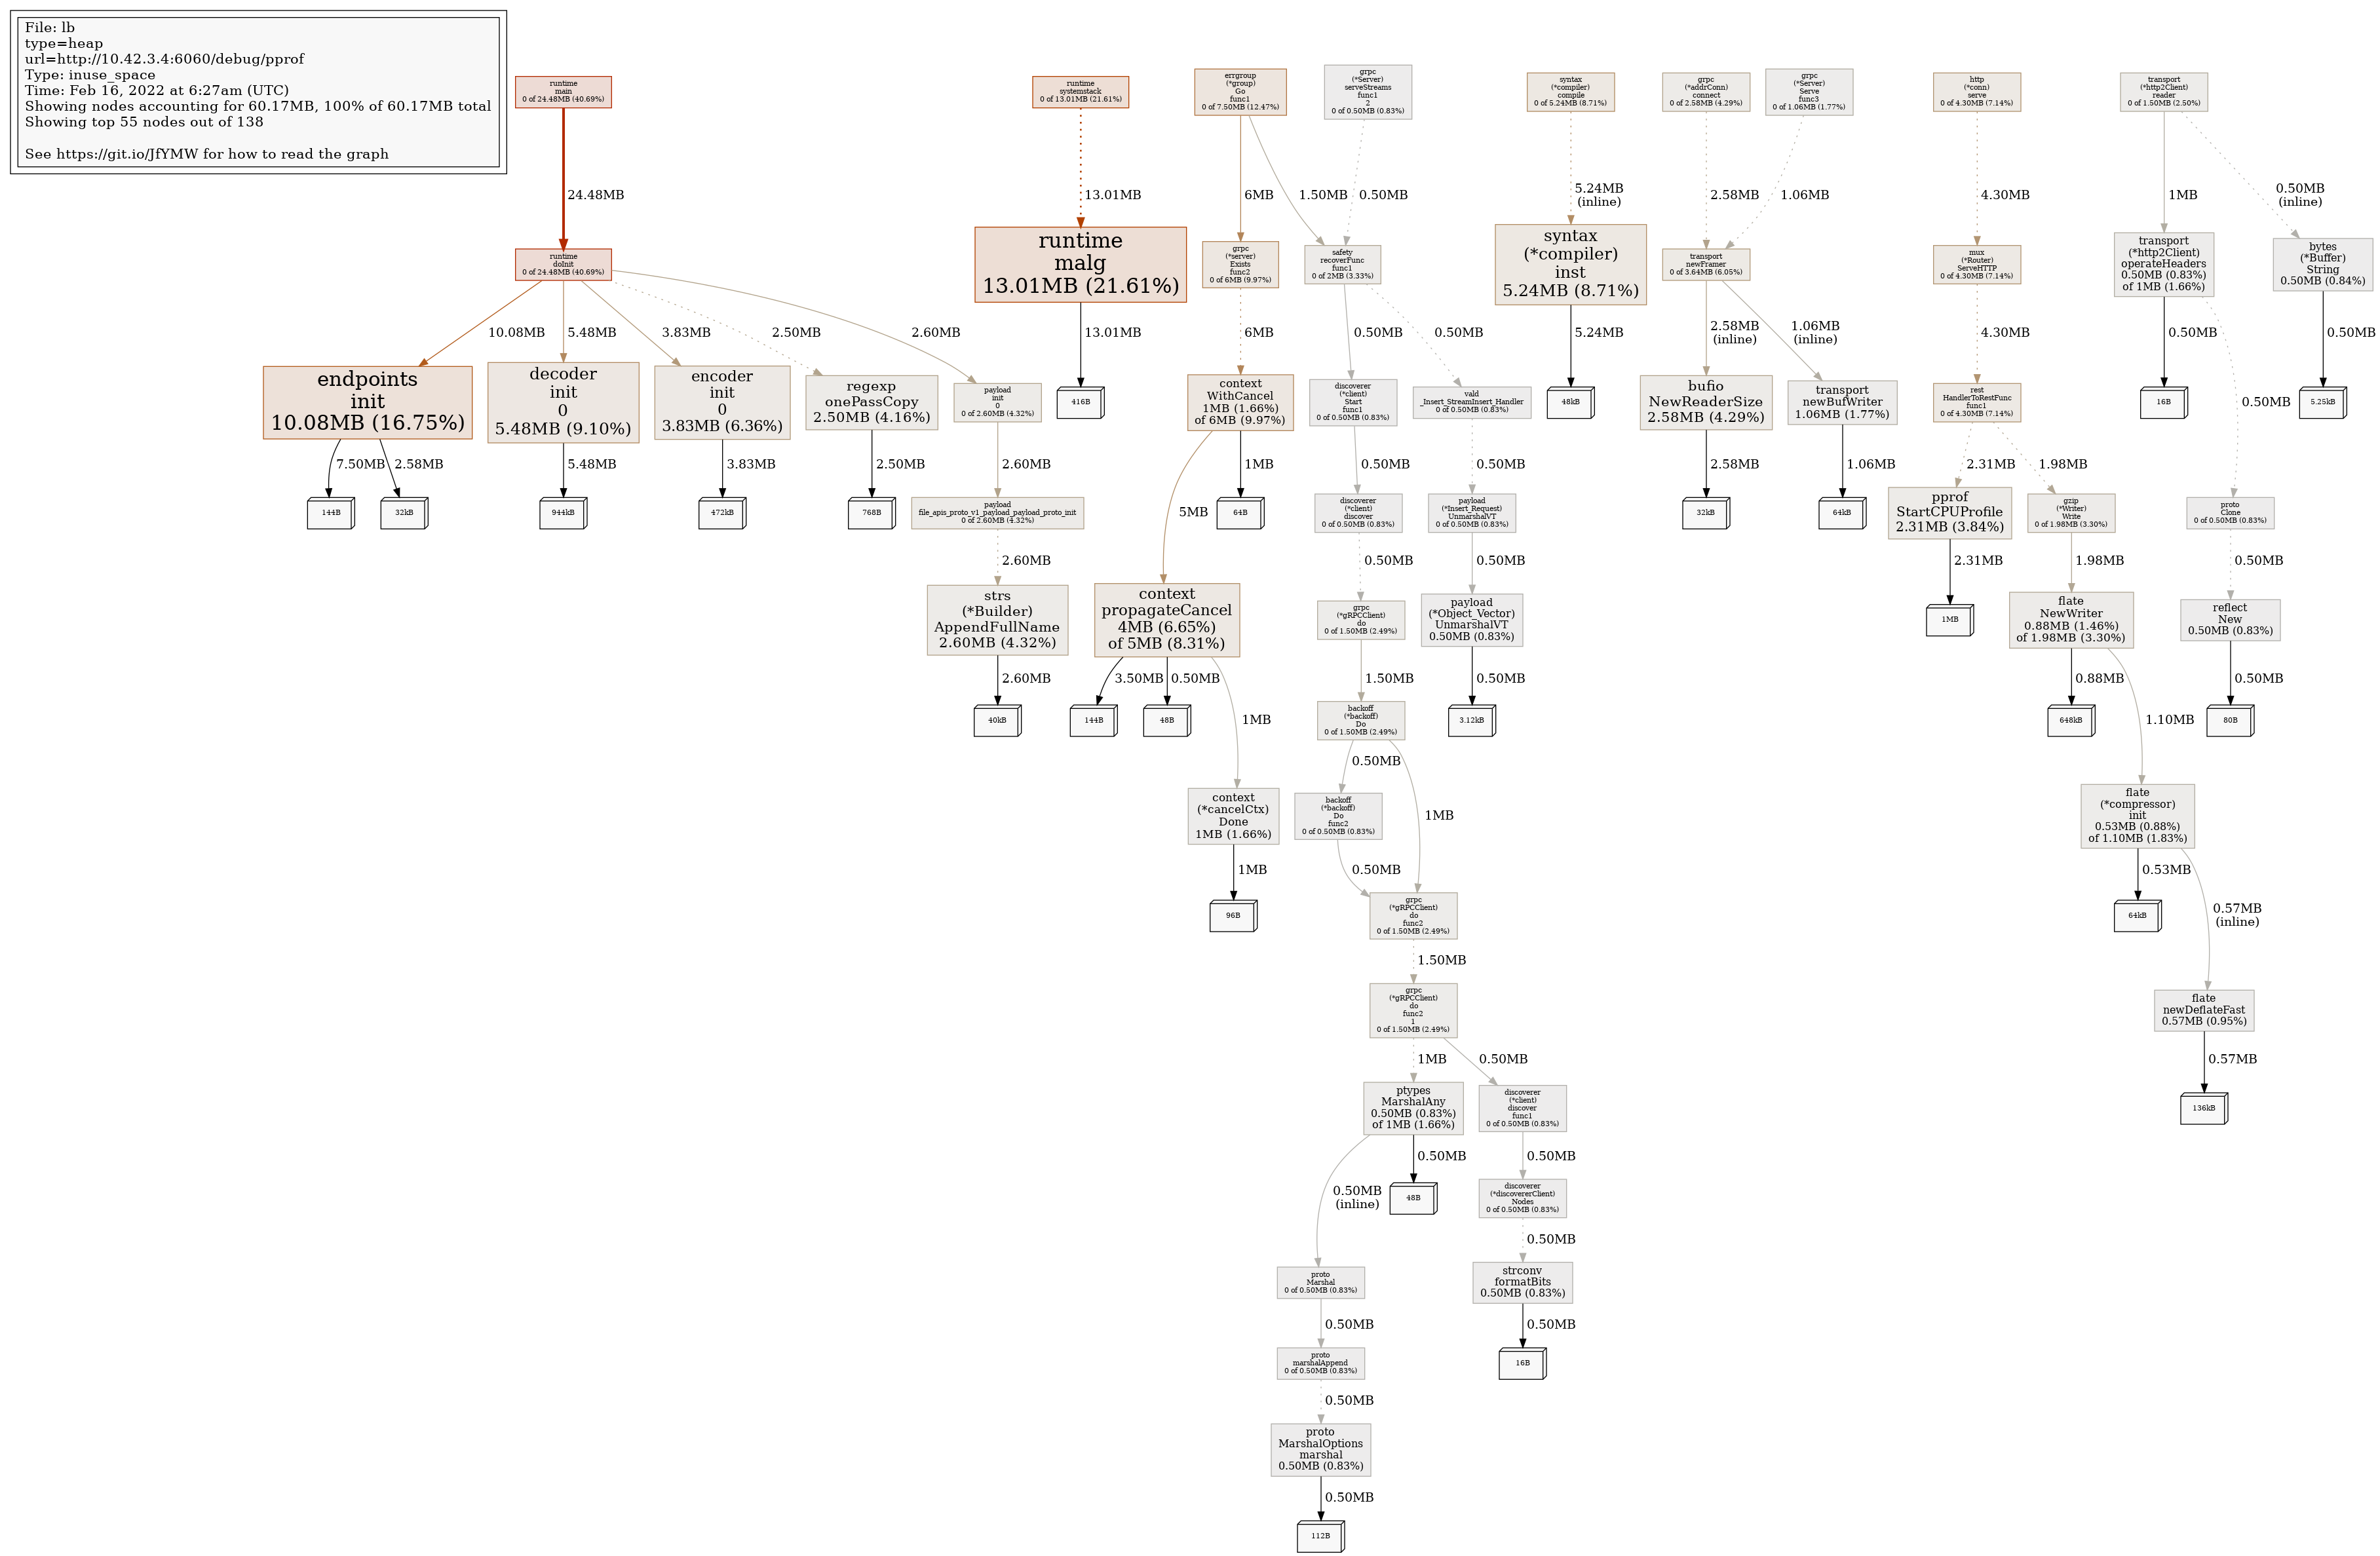 File: lb
type=heap
url=http://10.42.3.4:6060/debug/pprof
Type: inuse_space
Time: Feb 16, 2022 at 6:27am (UTC)
Showing nodes accounting for 60.17MB, 100% of 60.17MB total
Showing top 55 nodes out of 138
See https://git.io/JfYMW for how to read the graph
runtime
main
0 of 24.48MB (40.69%)
runtime
systemstack
0 of 13.01MB (21.61%)
errgroup
(*group)
Go
func1
0 of 7.50MB (12.47%)
grpc
(*Server)
serveStreams
func1
2
0 of 0.50MB (0.83%)
syntax
(*compiler)
compile
0 of 5.24MB (8.71%)
grpc
(*addrConn)
connect
0 of 2.58MB (4.29%)
grpc
(*Server)
Serve
func3
0 of 1.06MB (1.77%)
http
(*conn)
serve
0 of 4.30MB (7.14%)
transport
(*http2Client)
reader
0 of 1.50MB (2.50%)
24.48MB
13.01MB
6MB
1.50MB
0.50MB
5.24MB
(inline)
2.58MB
1.06MB
4.30MB
1MB
0.50MB
(inline)
runtime
doInit
0 of 24.48MB (40.69%)
runtime
malg
13.01MB (21.61%)
grpc
(*server)
Exists
func2
0 of 6MB (9.97%)
safety
recoverFunc
func1
0 of 2MB (3.33%)
syntax
(*compiler)
inst
5.24MB (8.71%)
transport
newFramer
0 of 3.64MB (6.05%)
mux
(*Router)
ServeHTTP
0 of 4.30MB (7.14%)
transport
(*http2Client)
operateHeaders
0.50MB (0.83%)
of 1MB (1.66%)
bytes
(*Buffer)
String
0.50MB (0.84%)
10.08MB
5.48MB
3.83MB
2.50MB
2.60MB
13.01MB
6MB
0.50MB
0.50MB
5.24MB
2.58MB
(inline)
1.06MB
(inline)
4.30MB
0.50MB
0.50MB
0.50MB
endpoints
init
10.08MB (16.75%)
decoder
init
0
5.48MB (9.10%)
encoder
init
0
3.83MB (6.36%)
regexp
onePassCopy
2.50MB (4.16%)
payload
init
0
0 of 2.60MB (4.32%)
416B
context
WithCancel
1MB (1.66%)
of 6MB (9.97%)
discoverer
(*client)
Start
func1
0 of 0.50MB (0.83%)
vald
_Insert_StreamInsert_Handler
0 of 0.50MB (0.83%)
48kB
bufio
NewReaderSize
2.58MB (4.29%)
transport
newBufWriter
1.06MB (1.77%)
rest
HandlerToRestFunc
func1
0 of 4.30MB (7.14%)
16B
5.25kB
7.50MB
2.58MB
5.48MB
3.83MB
2.50MB
2.60MB
5MB
1MB
0.50MB
0.50MB
2.58MB
1.06MB
2.31MB
1.98MB
144B
32kB
944kB
472kB
768B
payload
file_apis_proto_v1_payload_payload_proto_init
0 of 2.60MB (4.32%)
64B
discoverer
(*client)
discover
0 of 0.50MB (0.83%)
payload
(*Insert_Request)
UnmarshalVT
0 of 0.50MB (0.83%)
32kB
64kB
pprof
StartCPUProfile
2.31MB (3.84%)
gzip
(*Writer)
Write
0 of 1.98MB (3.30%)
proto
Clone
0 of 0.50MB (0.83%)
2.60MB
0.50MB
0.50MB
2.31MB
1.98MB
0.50MB
strs
(*Builder)
AppendFullName
2.60MB (4.32%)
context
propagateCancel
4MB (6.65%)
of 5MB (8.31%)
grpc
(*gRPCClient)
do
0 of 1.50MB (2.49%)
payload
(*Object_Vector)
UnmarshalVT
0.50MB (0.83%)
1MB
flate
NewWriter
0.88MB (1.46%)
of 1.98MB (3.30%)
reflect
New
0.50MB (0.83%)
2.60MB
3.50MB
0.50MB
1MB
1.50MB
0.50MB
0.88MB
1.10MB
0.50MB
40kB
144B
48B
backoff
(*backoff)
Do
0 of 1.50MB (2.49%)
3.12kB
648kB
80B
0.50MB
1MB
context
(*cancelCtx)
Done
1MB (1.66%)
backoff
(*backoff)
Do
func2
0 of 0.50MB (0.83%)
flate
(*compressor)
init
0.53MB (0.88%)
of 1.10MB (1.83%)
1MB
0.50MB
0.53MB
0.57MB
(inline)
96B
grpc
(*gRPCClient)
do
func2
0 of 1.50MB (2.49%)
64kB
1.50MB
grpc
(*gRPCClient)
do
func2
1
0 of 1.50MB (2.49%)
flate
newDeflateFast
0.57MB (0.95%)
1MB
0.50MB
0.57MB
ptypes
MarshalAny
0.50MB (0.83%)
of 1MB (1.66%)
discoverer
(*client)
discover
func1
0 of 0.50MB (0.83%)
136kB
0.50MB
(inline)
0.50MB
0.50MB
48B
discoverer
(*discovererClient)
Nodes
0 of 0.50MB (0.83%)
0.50MB
proto
Marshal
0 of 0.50MB (0.83%)
strconv
formatBits
0.50MB (0.83%)
0.50MB
0.50MB
proto
marshalAppend
0 of 0.50MB (0.83%)
16B
0.50MB
proto
MarshalOptions
marshal
0.50MB (0.83%)
0.50MB
112B